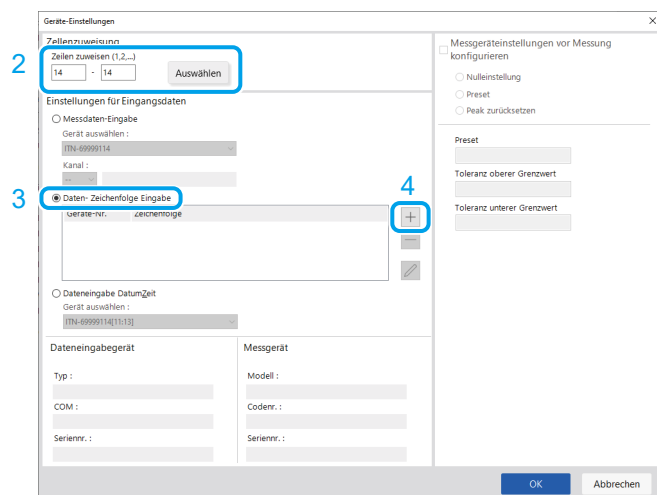 Geräte-Einstellungen
Zellenzuweisung
2
Zeilen zuweisen (1,2,...)
14 - 14 Auswählen
Einstellungen für Eingangsdaten
Messdaten-Eingabe
Gerät auswählen :
ITN-69999114
Kanal :
--
3
Daten- Zeichenfolge Eingabe
4
Geräte-Nr. Zeichenfolge
+
Dateneingabe DatumZeit
Gerät auswählen :
ITN-69999114[11:13]
Dateneingabegerät
Typ :
COM :
Seriennr. :
Messgerät
Modell :
Codenr. :
Seriennr. :
Messgeräteinstellungen vor Messung
konfigurieren
Nulleinstellung
Preset
Peak zurücksetzen
Preset
Toleranz oberer Grenzwert
Toleranz unterer Grenzwert
OK Abbrechen